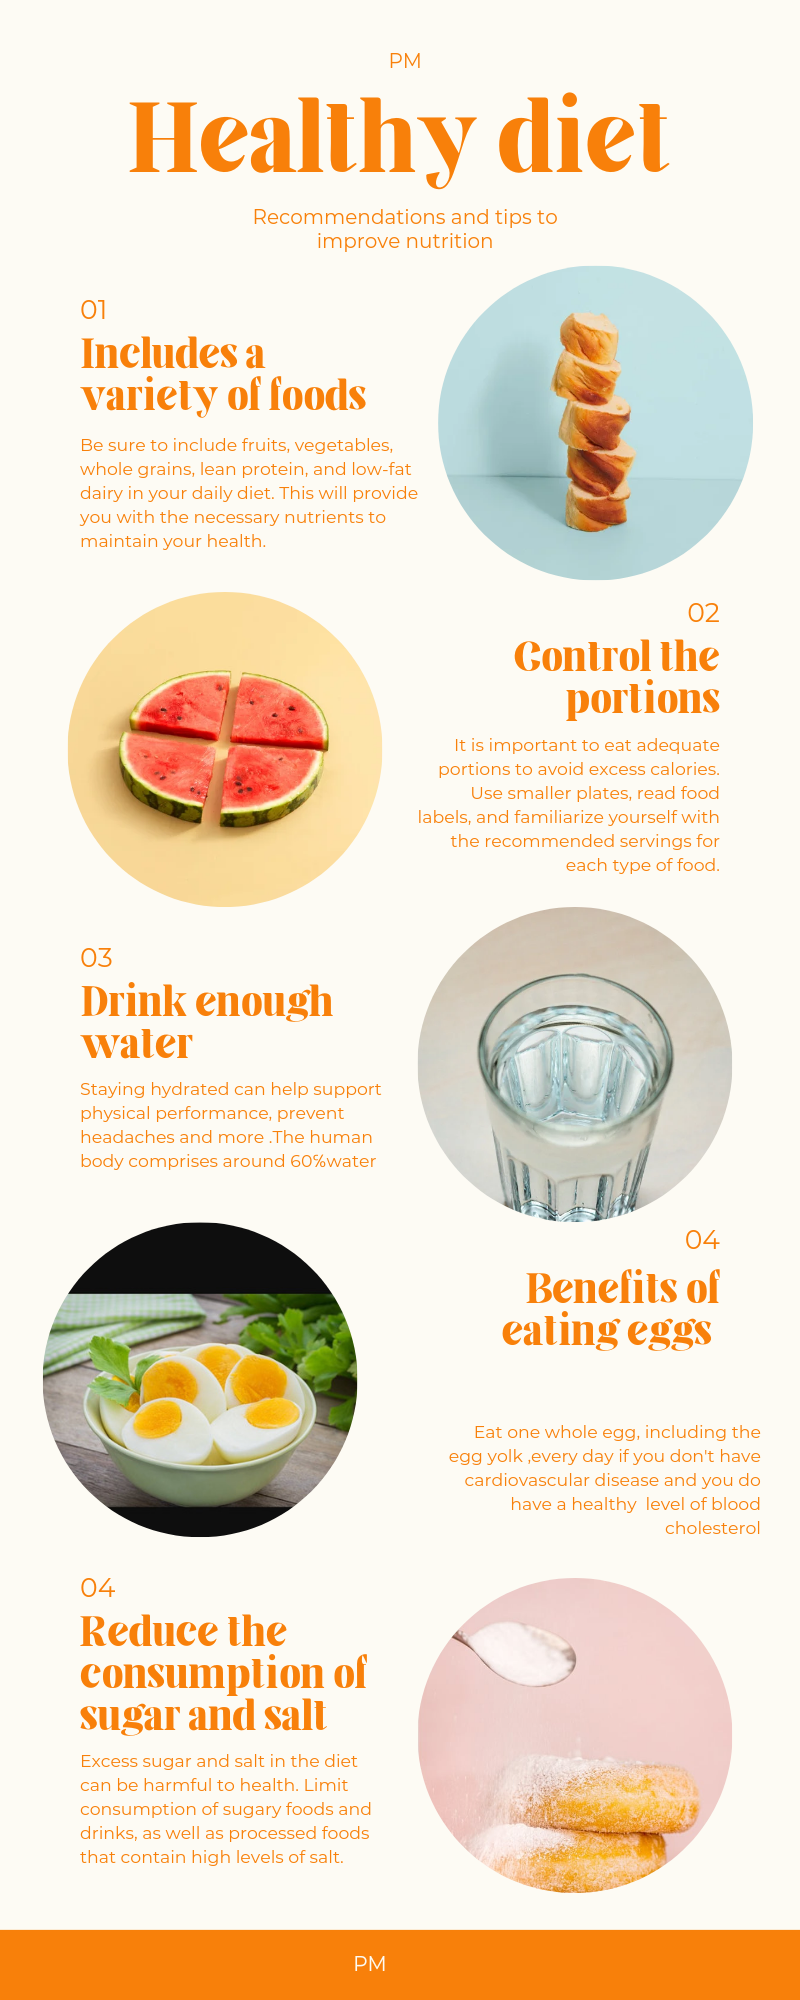 PM
Healthy diet
Recommendations and tips to
improve nutrition
01
Includes a
variety of foods
Be sure to include fruits, vegetables,
whole grains, lean protein, and low-fat
dairy in your daily diet. This will provide
you with the necessary nutrients to
maintain your health.
02
Control the
portions
It is important to eat adequate
portions to avoid excess calories.
Use smaller plates, read food
labels, and familiarize yourself with
the recommended servings for
each type of food.
03
Drink enough
water
Staying hydrated can help support
physical performance, prevent
headaches and more .The human
body comprises around 60%water
04
Benefits of
eating eggs
Eat one whole egg, including the
egg yolk ,every day if you don't have
cardiovascular disease and you do
have a healthy  level of blood
cholesterol
04
Reduce the
consumption of
sugar and salt
Excess sugar and salt in the diet
can be harmful to health. Limit
consumption of sugary foods and
drinks, as well as processed foods
that contain high levels of salt.
PM